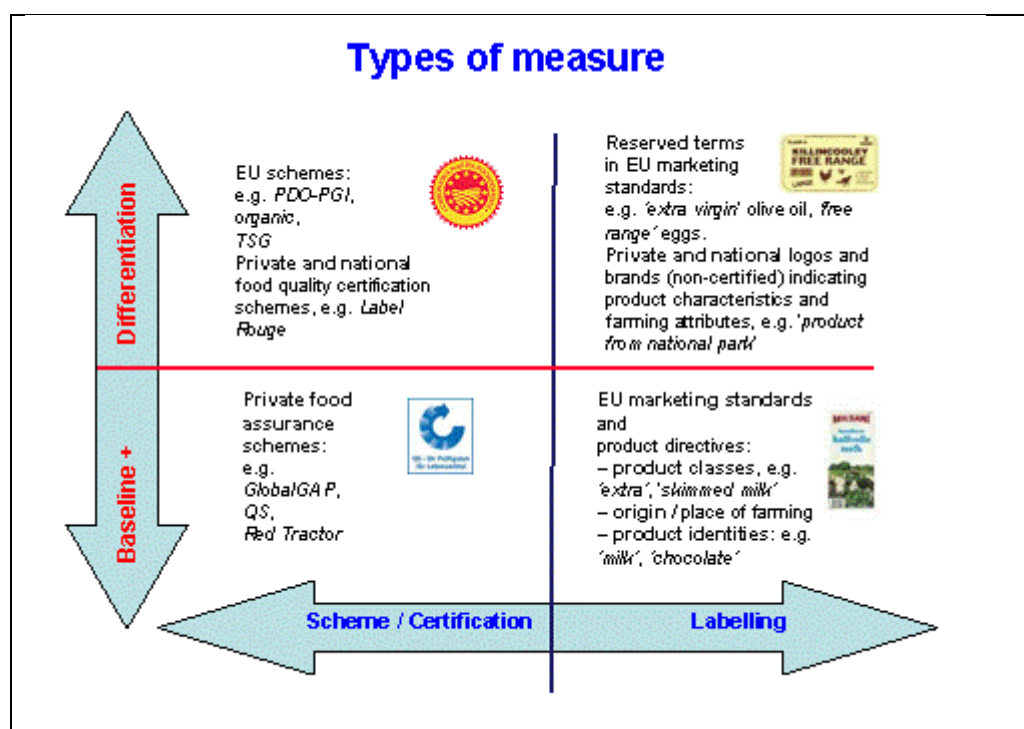 Types of measure
Differentiation
Baseline +
EU schemes:
e.g. PDO-PGI,
organic,
TSG
Private and national
food quality certification
schemes, e.g. Label
Rouge
Reserved terms
in EU marketing
standards:
e.g. ‘extra virgin’ olive oil, ‘free
range’ eggs.
Private and national logos and
brands (non-certified) indicating
product characteristics and
farming attributes, e.g. ‘product
from national park’
KILLINCOOLEY
FREE RANGE
LARGE
Private food
assurance
schemes:
e.g.
GlobalGAP,
QS,
Red Tractor
EU marketing standards
and
product directives:
– product classes, e.g.
‘extra’, ‘skimmed milk’
– origin / place of farming
– product identities: e.g.
‘milk’, ‘chocolate’
halfvolle
melk
Scheme / Certification
Labelling